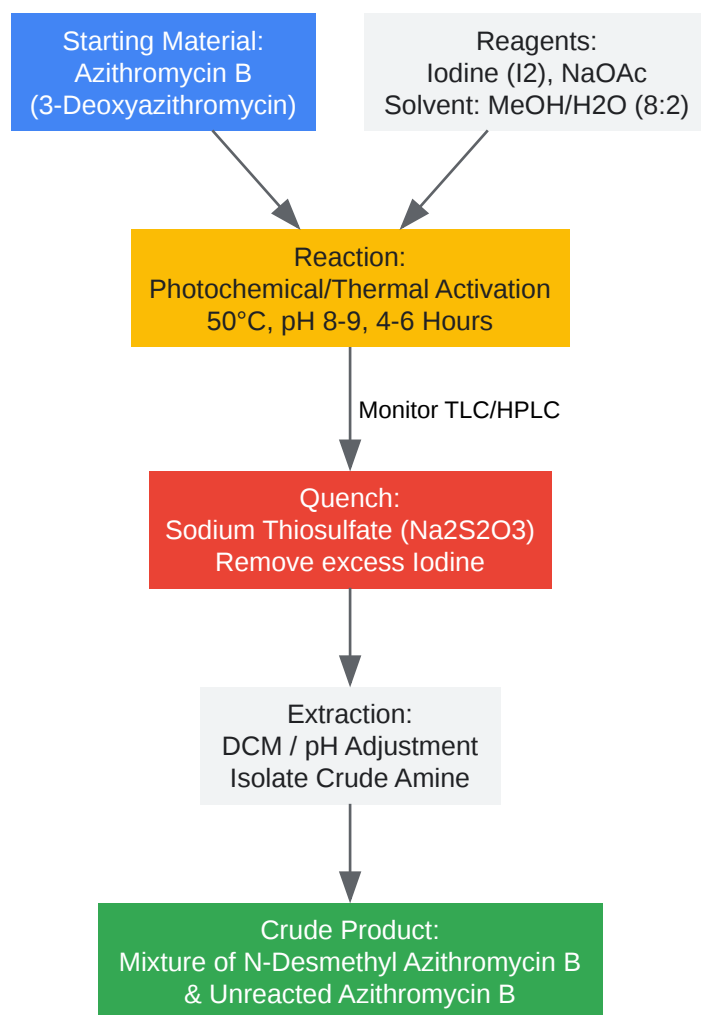 Starting Material:
Azithromycin B
(3-Deoxyazithromycin)
Reagents:
Iodine (I2), NaOAc
Solvent: MeOH/H2O (8:2)
Reaction:
Photochemical/Thermal Activation
50°C, pH 8-9, 4-6 Hours
Monitor TLC/HPLC
Quench:
Sodium Thiosulfate (Na2S2O3)
Remove excess Iodine
Extraction:
DCM / pH Adjustment
Isolate Crude Amine
Crude Product:
Mixture of N-Desmethyl Azithromycin B
& Unreacted Azithromycin B